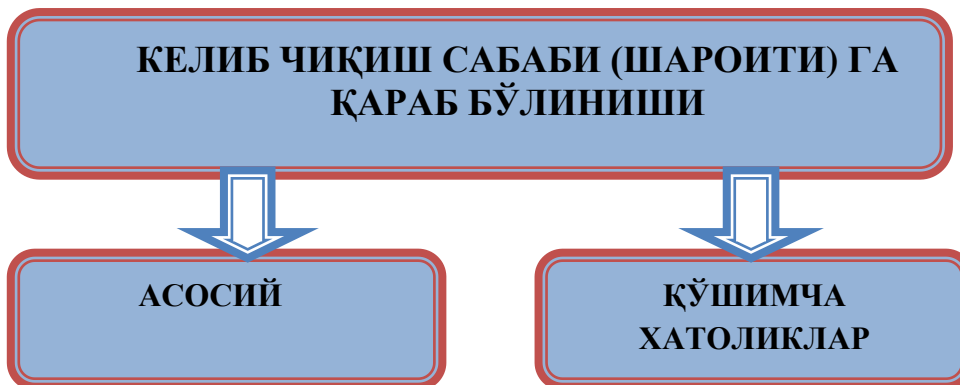 КЕЛИБ ЧИҚИШ САБАБИ (ШАРОИТИ) ГА
ҚАРАБ БЎЛИНИШИ
АСОСИЙ
ҚЎШИМЧА
ХАТОЛИКЛАР